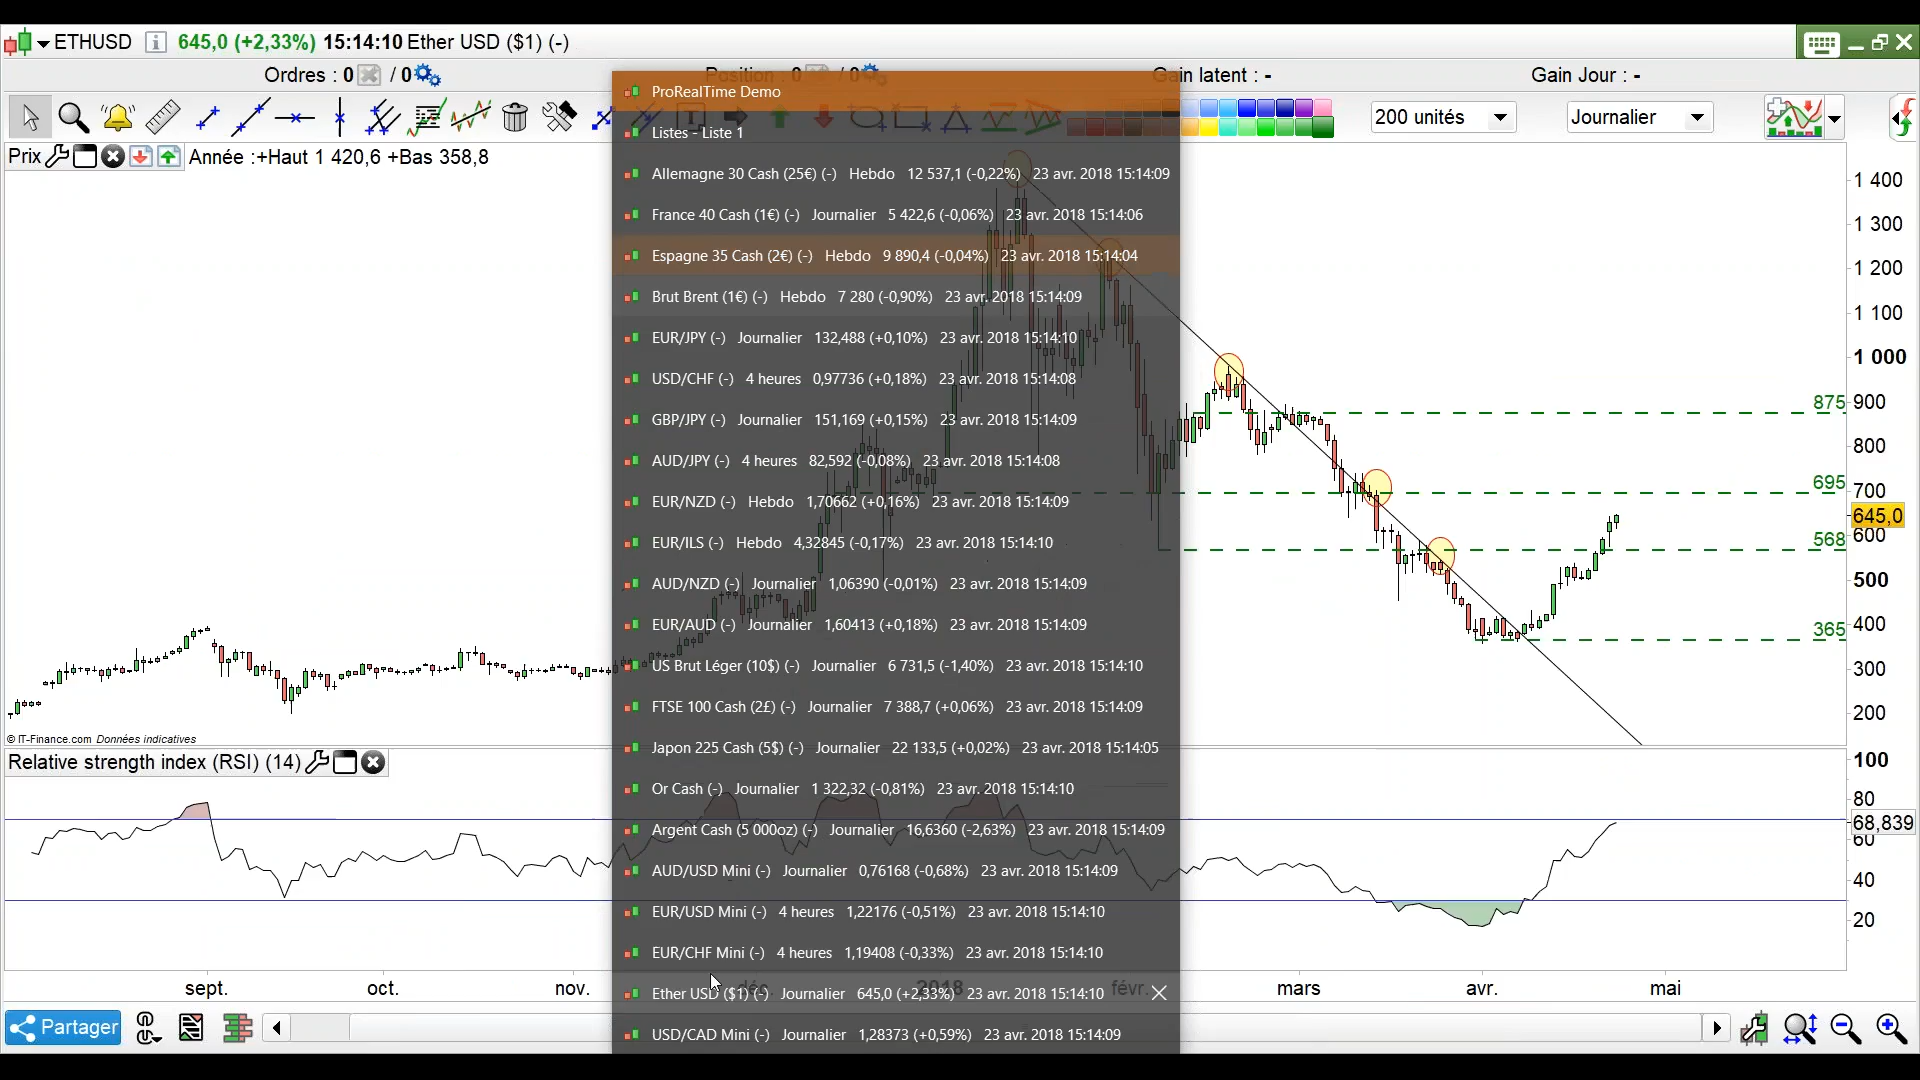 ETHUSD 645,0 (+2,33%) 15:14:10 Ether USD ($1) (-)
Ordres : 0 / 0 Position : 0 / 0 Gain latent : - Gain Jour : -
200 unités Journalier
Prix Année :+Haut 1 420,6 +Bas 358,8
ProRealTime Demo
Listes - Liste 1
Allemagne 30 Cash (25€) (-) Hebdo 12 537,1 (-0,22%) 23 avr. 2018 15:14:09
France 40 Cash (1€) (-) Journalier 5 422,6 (-0,06%) 23 avr. 2018 15:14:06
Espagne 35 Cash (2€) (-) Hebdo 9 890,4 (-0,04%) 23 avr. 2018 15:14:04
Brut Brent (1€) (-) Hebdo 7 280 (-0,90%) 23 avr. 2018 15:14:09
EUR/JPY (-) Journalier 132,488 (+0,10%) 23 avr. 2018 15:14:10
USD/CHF (-) 4 heures 0,97736 (+0,18%) 23 avr. 2018 15:14:08
GBP/JPY (-) Journalier 151,169 (+0,15%) 23 avr. 2018 15:14:09
AUD/JPY (-) 4 heures 82,592 (-0,08%) 23 avr. 2018 15:14:08
EUR/NZD (-) Hebdo 1,70662 (+0,16%) 23 avr. 2018 15:14:09
EUR/ILS (-) Hebdo 4,32845 (-0,17%) 23 avr. 2018 15:14:10
AUD/NZD (-) Journalier 1,06390 (-0,01%) 23 avr. 2018 15:14:09
EUR/AUD (-) Journalier 1,60413 (+0,18%) 23 avr. 2018 15:14:09
US Brut Léger (10$) (-) Journalier 6 731,5 (-1,40%) 23 avr. 2018 15:14:10
FTSE 100 Cash (2£) (-) Journalier 7 388,7 (+0,06%) 23 avr. 2018 15:14:09
Japon 225 Cash (5$) (-) Journalier 22 133,5 (+0,02%) 23 avr. 2018 15:14:05
Or Cash (-) Journalier 1 322,32 (-0,81%) 23 avr. 2018 15:14:10
Argent Cash (5 000oz) (-) Journalier 16,6360 (-2,63%) 23 avr. 2018 15:14:09
AUD/USD Mini (-) Journalier 0,76168 (-0,68%) 23 avr. 2018 15:14:09
EUR/USD Mini (-) 4 heures 1,22176 (-0,51%) 23 avr. 2018 15:14:10
EUR/CHF Mini (-) 4 heures 1,19408 (-0,33%) 23 avr. 2018 15:14:10
Ether USD ($1) (-) Journalier 645,0 (+2,33%) 23 avr. 2018 15:14:10
USD/CAD Mini (-) Journalier 1,28373 (+0,59%) 23 avr. 2018 15:14:09
1 400
1 300
1 200
1 100
1 000
875
900
800
695
700
645,0
568
600
500
365
400
300
200
© IT-Finance.com Données indicatives
Relative strength index (RSI) (14)
100
80
68,839
60
40
20
sept. oct. nov. déc. 2018 févr. mars avr. mai
Partager